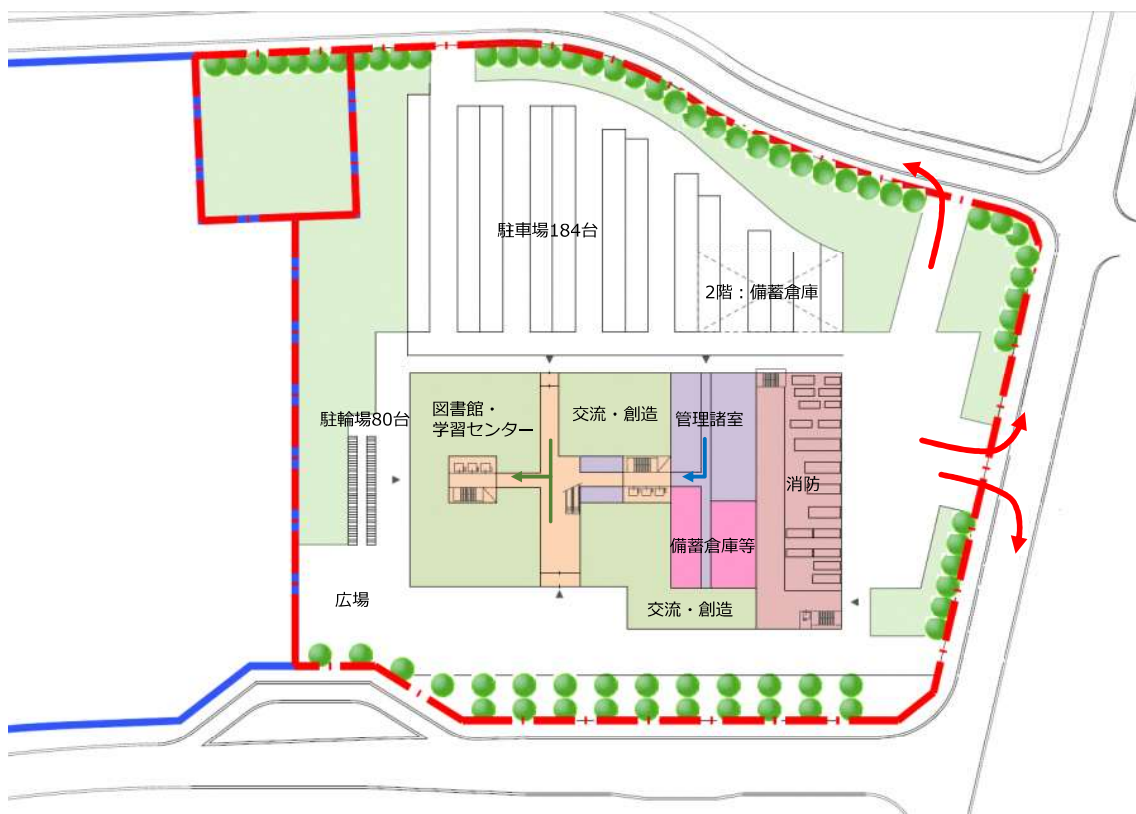 駐車場184台
2階：備蓄倉庫
駐輪場80台
図書館・
学習センター
交流・創造
管理諸室
消防
備蓄倉庫等
広場
交流・創造